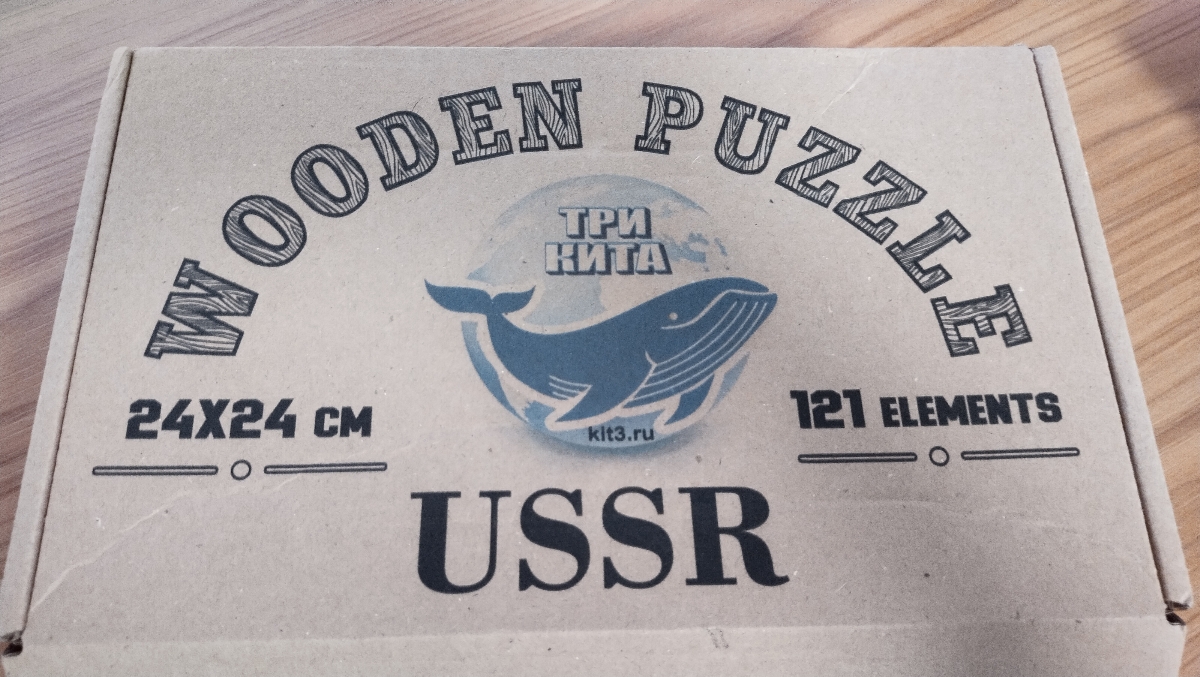 WOODEN PUZZLE
ТРИ
КИТА
kit3.ru
24X24 CM
121 ELEMENTS
USSR